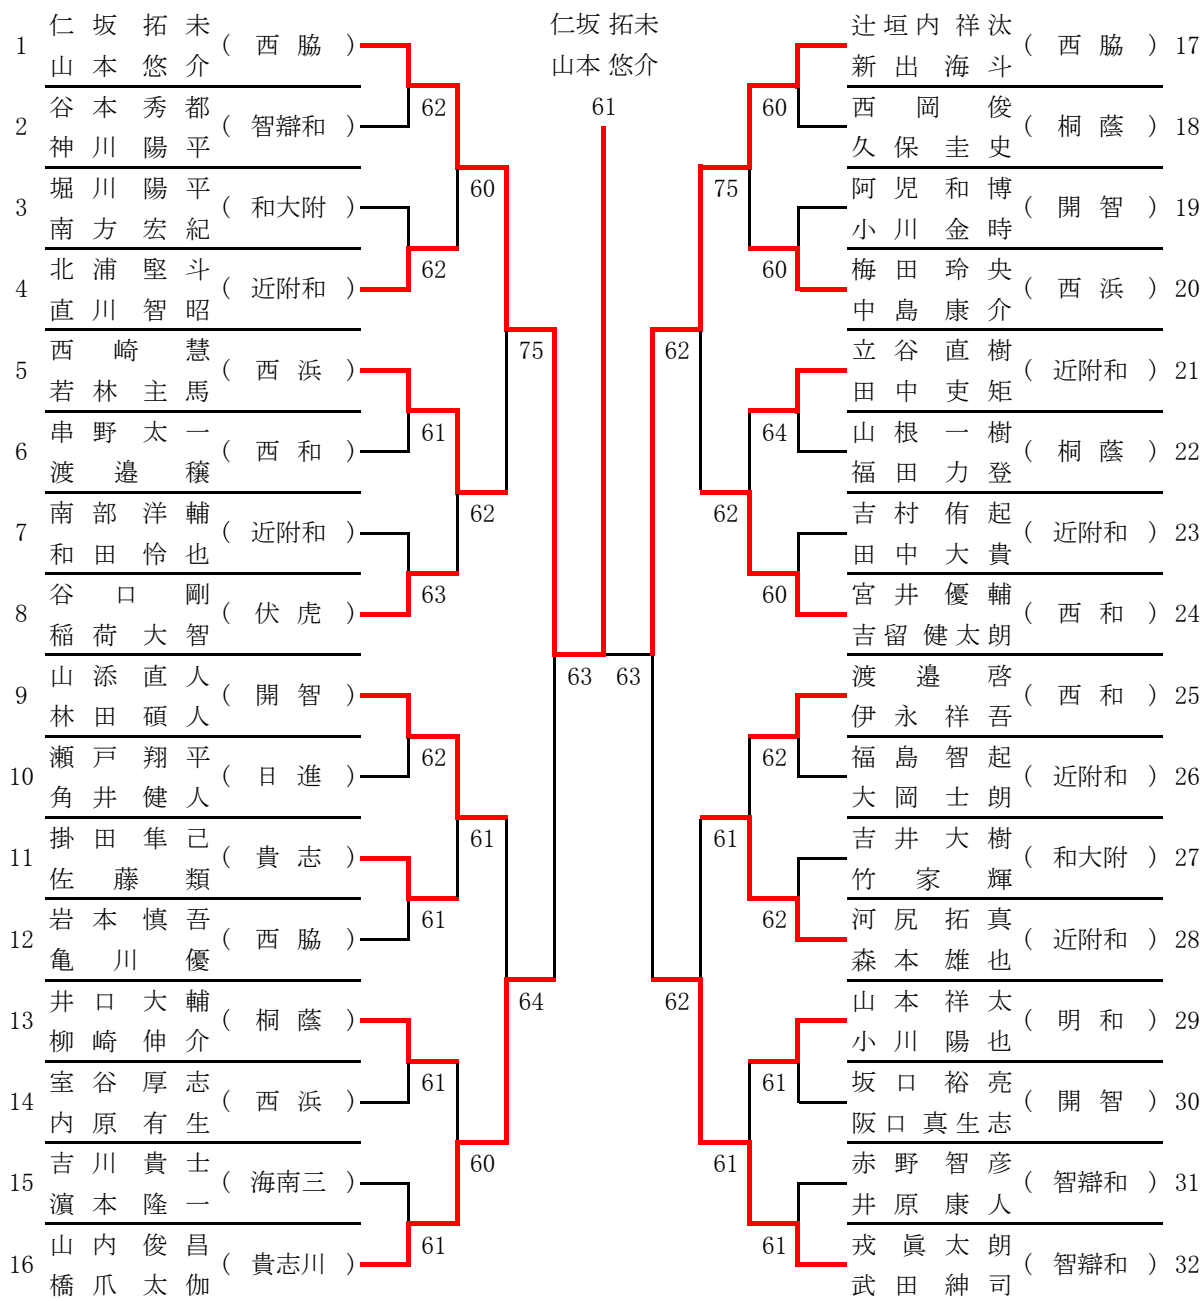 仁坂 拓未
山本 悠介
61
1 仁坂拓未 山本悠介 (西脇)
2 谷本秀都 神川陽平 (智辯和)
3 堀川陽平 南方宏紀 (和大附)
4 北浦堅斗 直川智昭 (近附和)
5 西崎慧 若林主馬 (西浜)
6 串野太一 渡邉穣 (西和)
7 南部洋輔 和田怜也 (近附和)
8 谷口剛 稲荷大智 (伏虎)
9 山添直人 林田碩人 (開智)
10 瀬戸翔平 角井健人 (日進)
11 掛田隼己 佐藤類 (貴志)
12 岩本慎吾 亀川優 (西脇)
13 井口大輔 柳崎伸介 (桐蔭)
14 室谷厚志 内原有生 (西浜)
15 吉川貴士 濵本隆一 (海南三)
16 山内俊昌 橋爪太伽 (貴志川)
62
62
61
63
62
61
61
61
60
62
61
60
75
64
63
63
62
62
75
62
61
61
60
60
64
60
62
62
61
61
辻垣内祥汰 新出海斗 (西脇) 17
西岡俊 久保圭史 (桐蔭) 18
阿児和博 小川金時 (開智) 19
梅田玲央 中島康介 (西浜) 20
立谷直樹 田中吏矩 (近附和) 21
山根一樹 福田力登 (桐蔭) 22
吉村侑起 田中大貴 (近附和) 23
宮井優輔 吉留健太朗 (西和) 24
渡邉啓 伊永祥吾 (西和) 25
福島智起 大岡士朗 (近附和) 26
吉井大樹 竹家輝 (和大附) 27
河尻拓真 森本雄也 (近附和) 28
山本祥太 小川陽也 (明和) 29
坂口裕亮 阪口真生志 (開智) 30
赤野智彦 井原康人 (智辯和) 31
戎眞太朗 武田紳司 (智辯和) 32